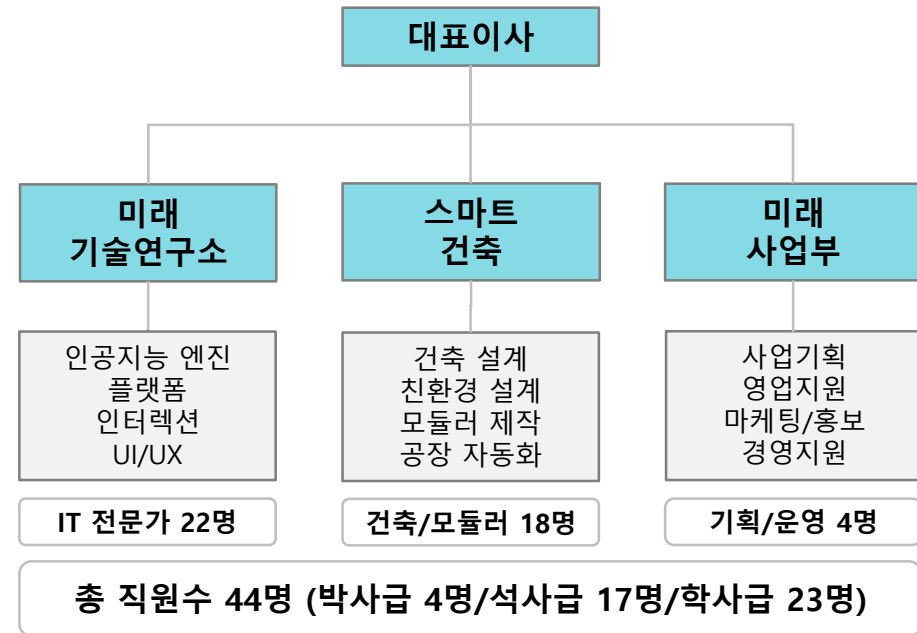 대표이사
미래
기술연구소
스마트
건축
미래
사업부
인공지능 엔진
플랫폼
인터렉션
UI/UX
건축 설계
친환경 설계
모듈러 제작
공장 자동화
사업기획
영업지원
마케팅/홍보
경영지원
IT 전문가 22명
건축/모듈러 18명
기획/운영 4명
총 직원수 44명 (박사급 4명/석사급 17명/학사급 23명)